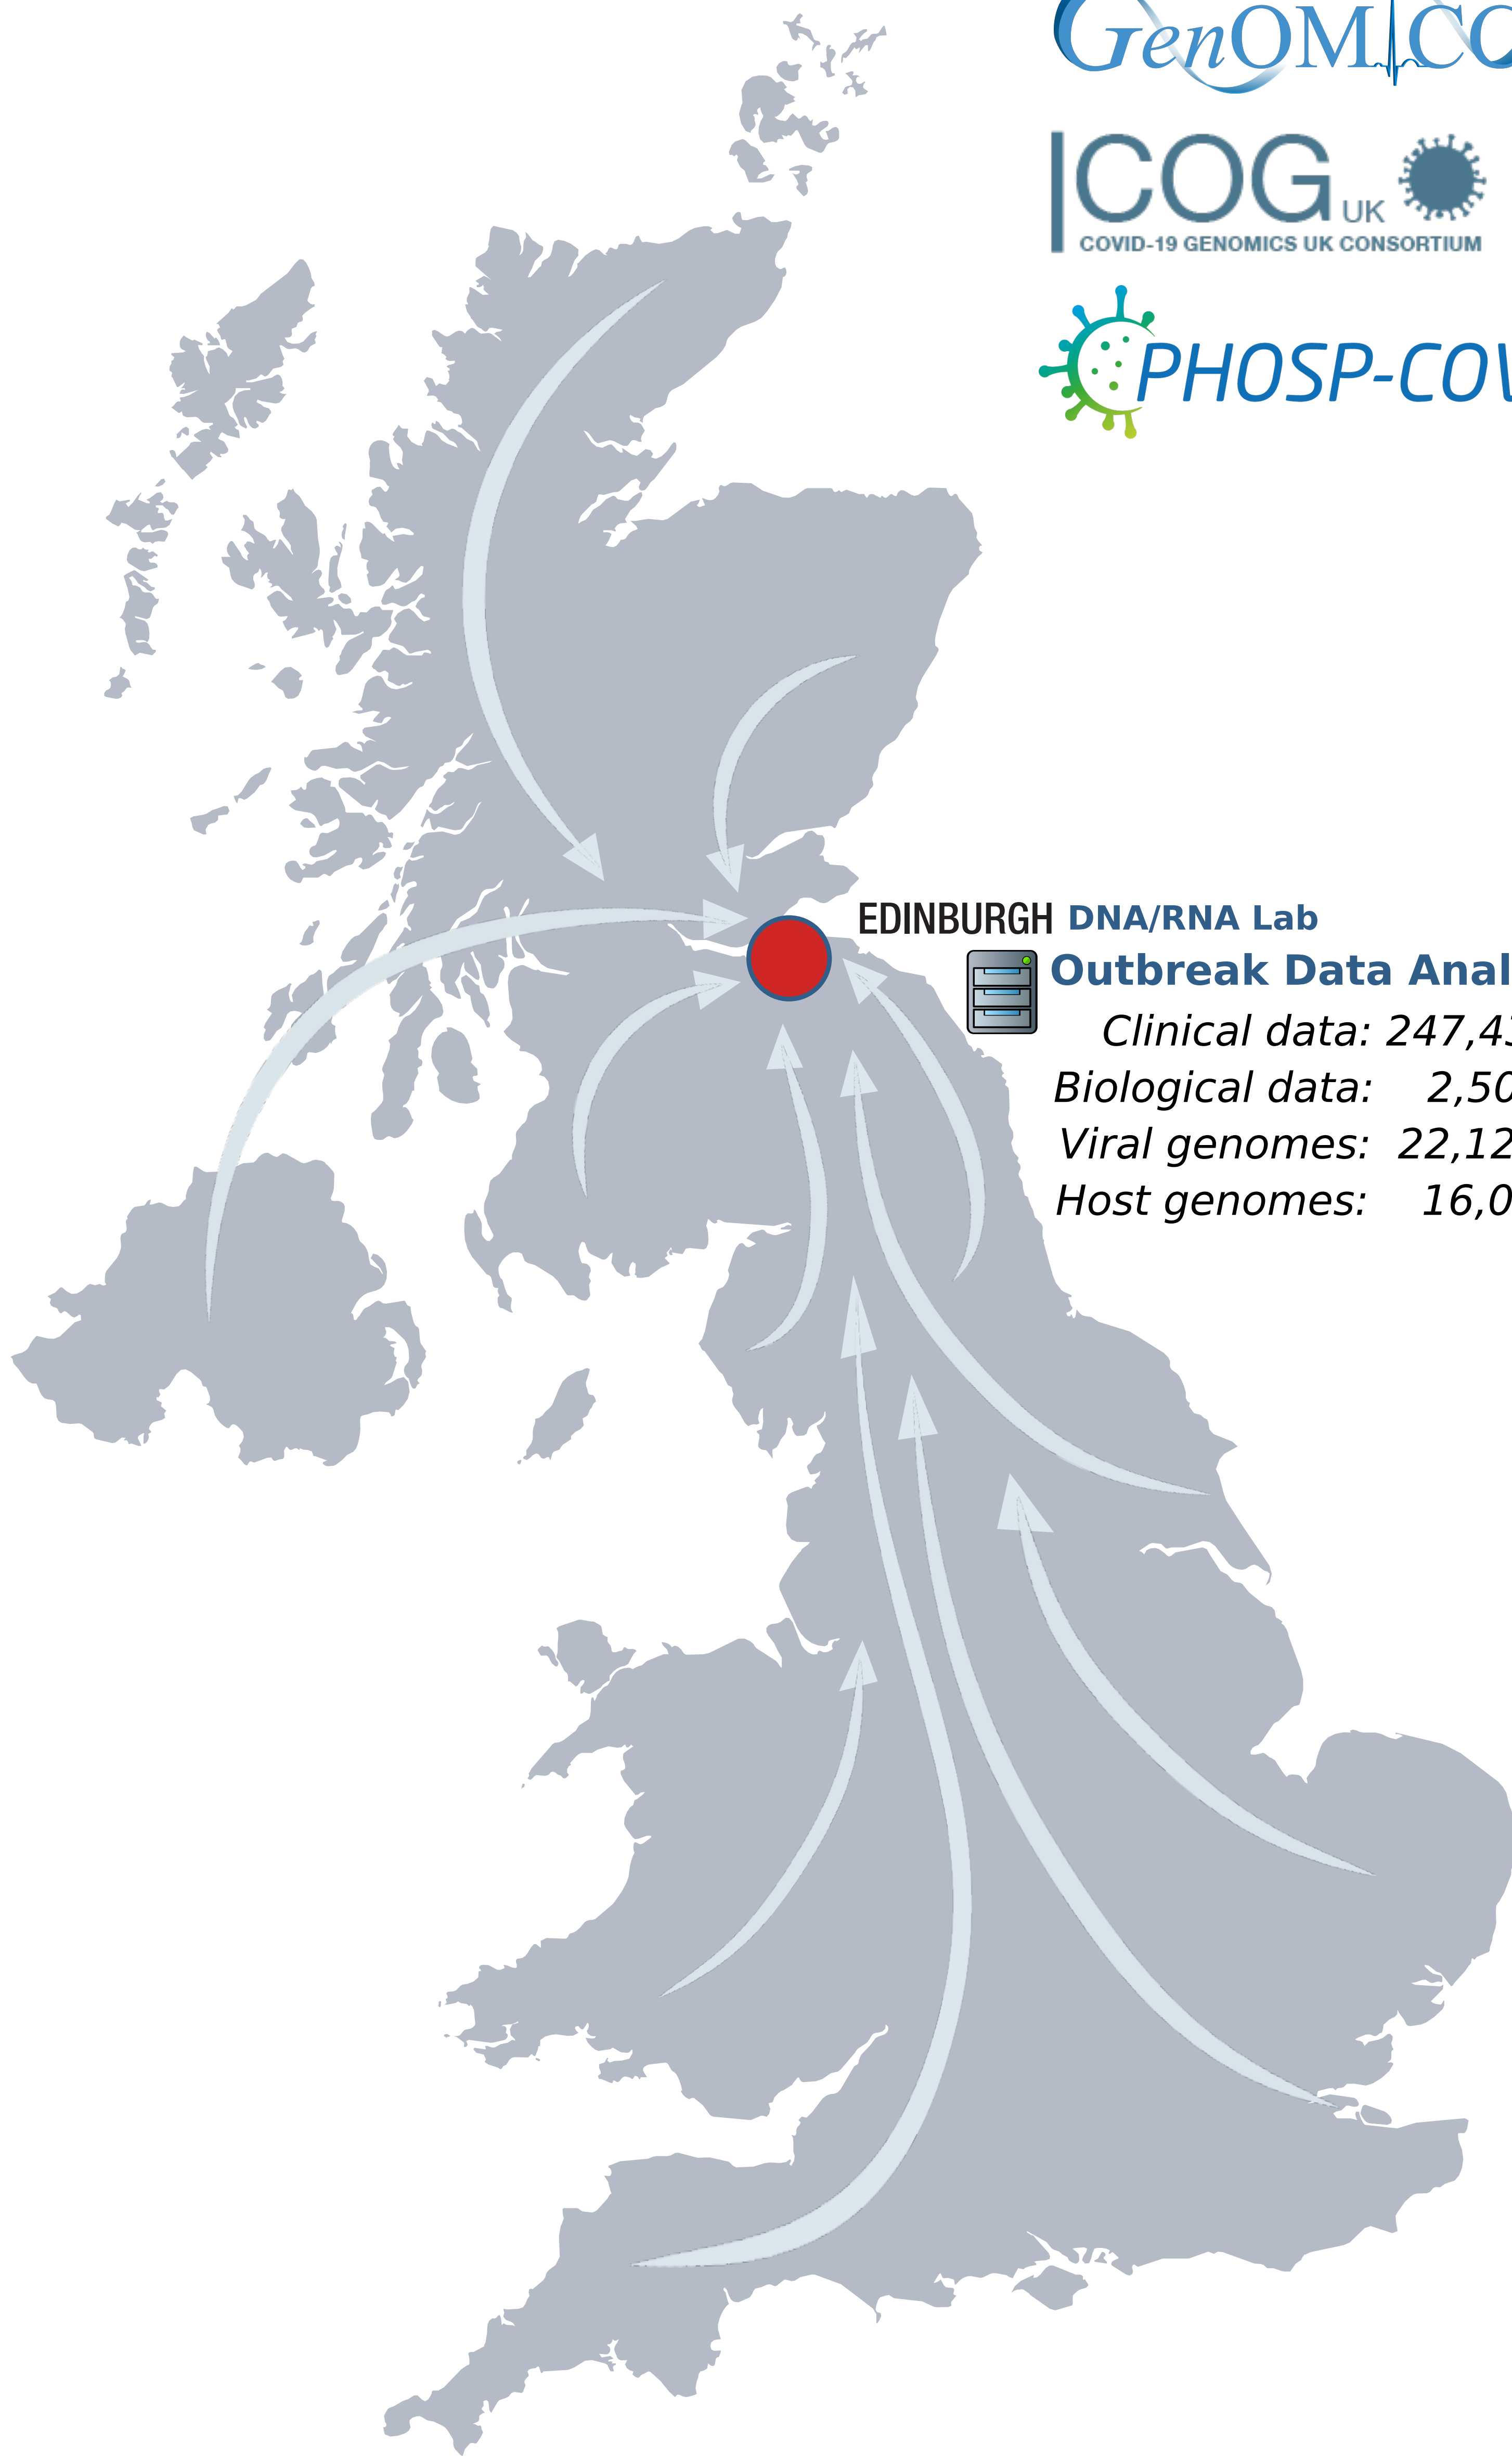 GenOMICC
COG UK
COVID-19 GENOMICS UK CONSORTIUM
PHOSP-COV
EDINBURGH DNA/RNA Lab
Outbreak Data Anal
Clinical data: 247,43
Biological data: 2,50
Viral genomes: 22,12
Host genomes: 16,0